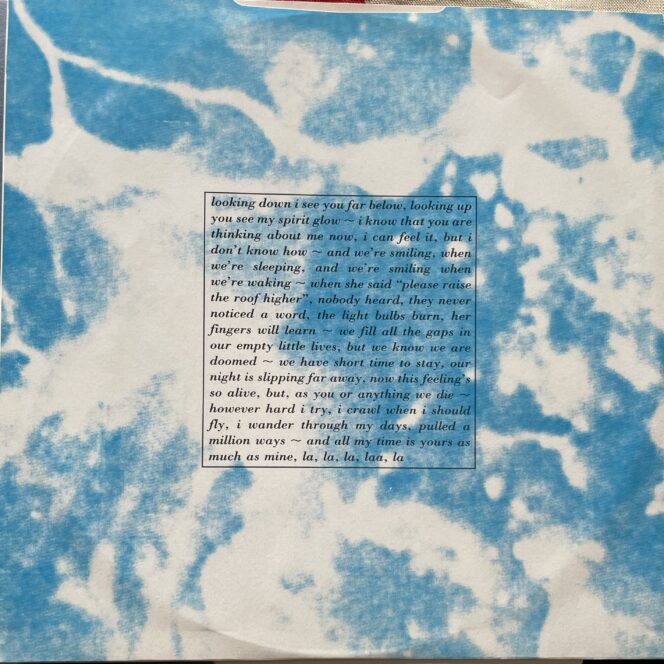 looking down i see you far below, looking up
you see my spirit glow ~ i know that you are
thinking about me now, i can feel it, but i
don't know how ~ and we're smiling, when
we're sleeping, and we're smiling when
we're waking ~ when she said "please raise
the roof higher", nobody heard, they never
noticed a word, the light bulbs burn, her
fingers will learn ~ we fill all the gaps in
our empty little lives, but we know we are
doomed ~ we have short time to stay, our
night is slipping far away, now this feeling's
so alive, but, as you or anything we die ~
however hard i try, i crawl when i should
fly, i wander through my days, pulled a
million ways ~ and all my time is yours as
much as mine, la, la, la, laa, la